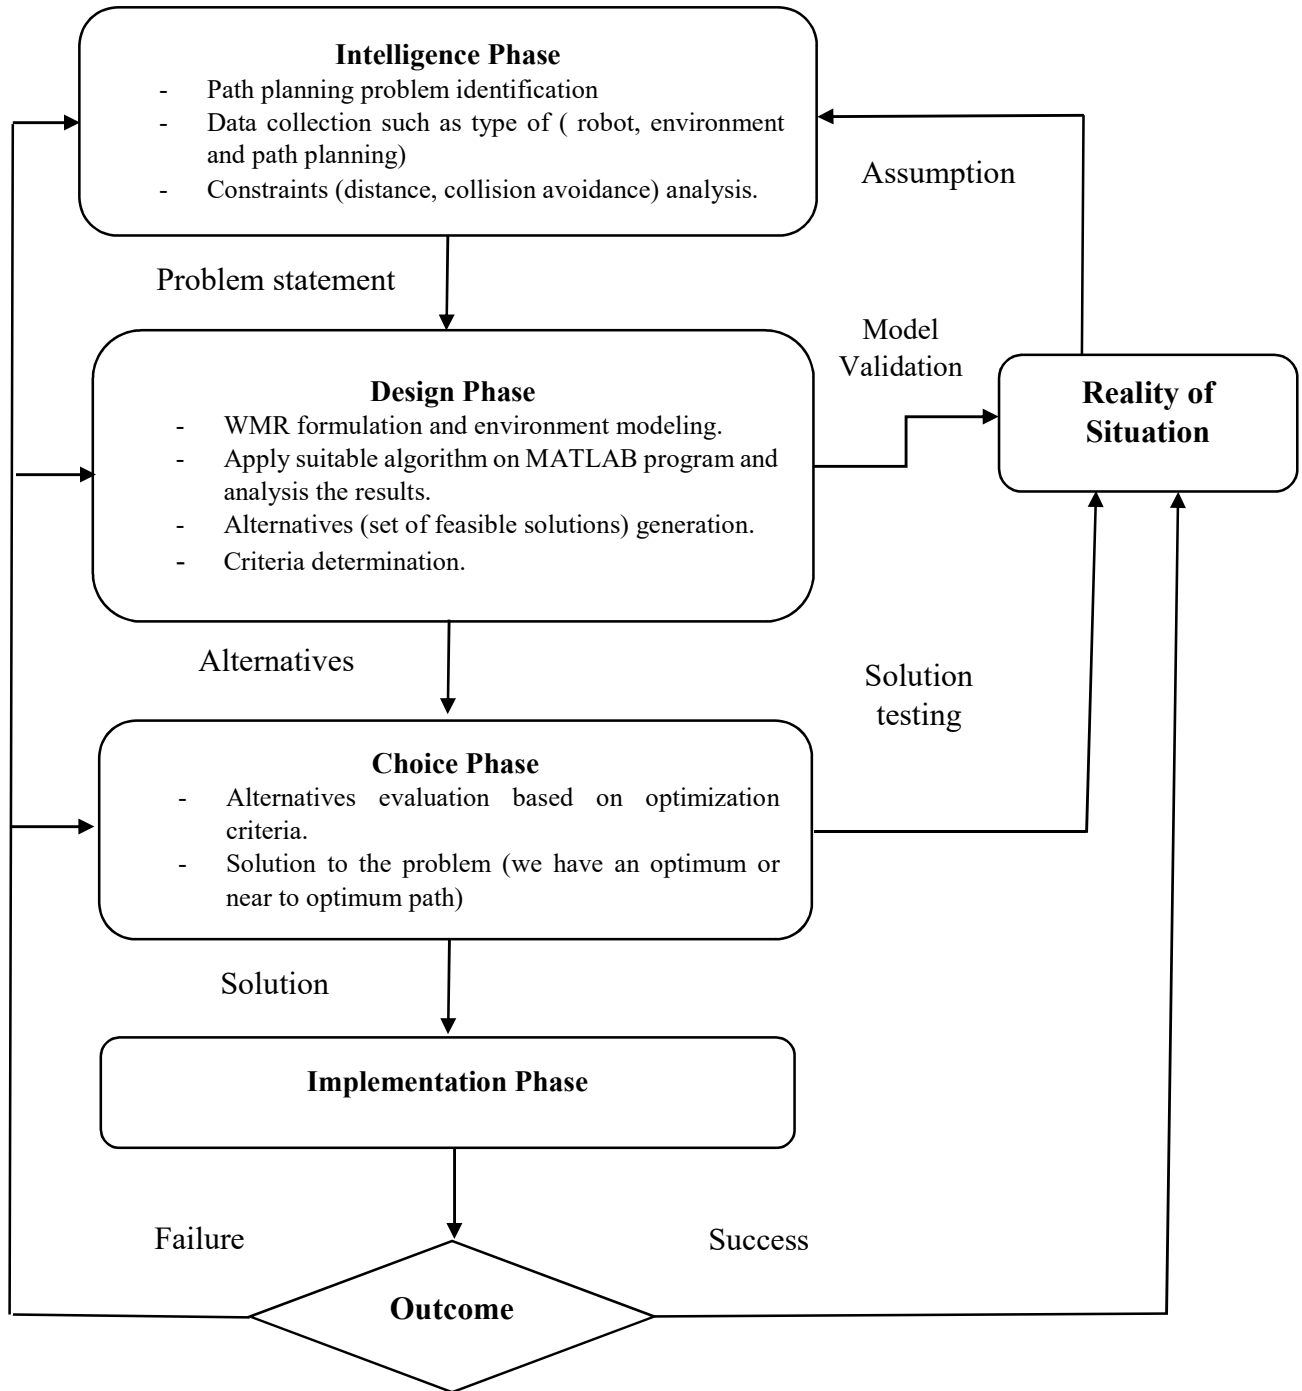 Intelligence Phase
- Path planning problem identification
- Data collection such as type of ( robot, environment
and path planning)
- Constraints (distance, collision avoidance) analysis.
Assumption
Problem statement
Model
Validation
Reality of
Situation
Design Phase
- WMR formulation and environment modeling.
- Apply suitable algorithm on MATLAB program and
analysis the results.
- Alternatives (set of feasible solutions) generation.
- Criteria determination.
Alternatives
Solution
testing
Choice Phase
- Alternatives evaluation based on optimization
criteria.
- Solution to the problem (we have an optimum or
near to optimum path)
Solution
Implementation Phase
Failure
Success
Outcome